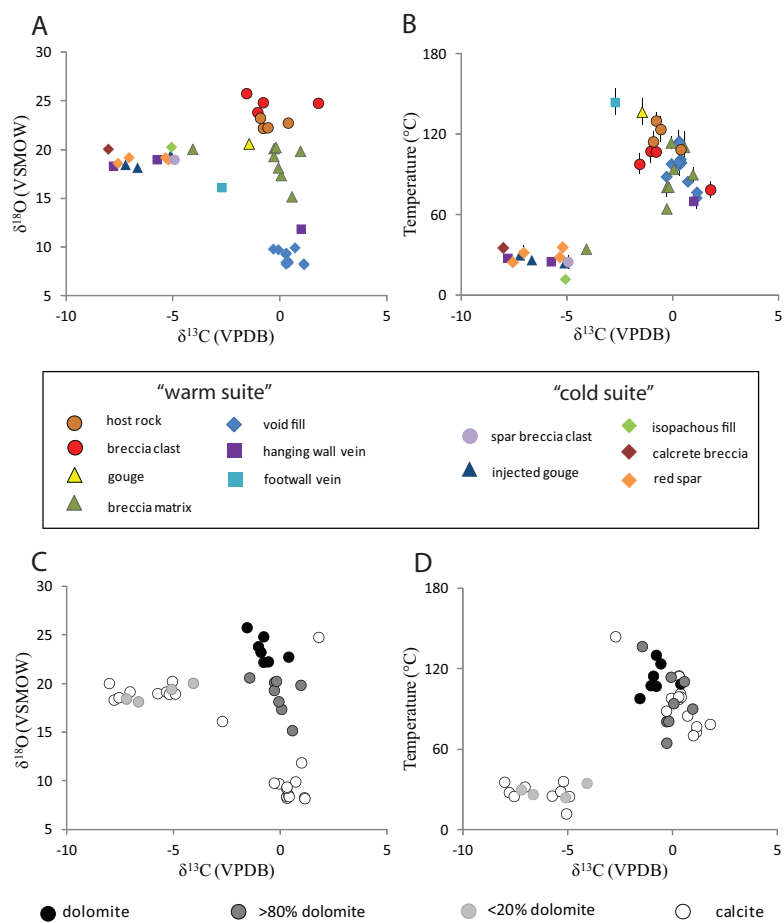 A
30
25
20
15
10
5
-10
-5
0
5
δ18O (VSMOW)
δ13C (VPDB)
B
180
120
60
0
-10
-5
0
5
Temperature (°C)
δ13C (VPDB)
"warm suite"
host rock
breccia clast
gouge
breccia matrix
void fill
hanging wall vein
footwall vein
"cold suite"
spar breccia clast
injected gouge
isopachous fill
calcrete breccia
red spar
C
30
25
20
15
10
5
-10
-5
0
5
δ18O (VSMOW)
δ13C (VPDB)
D
180
120
60
0
-10
-5
0
5
Temperature (°C)
δ13C (VPDB)
dolomite
>80% dolomite
<20% dolomite
calcite